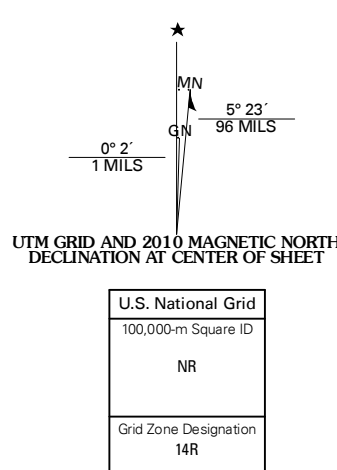 ★
MN
5° 23´
96 MILS
GN
0° 2´
1 MILS
UTM GRID AND 2010 MAGNETIC NORTH
DECLINATION AT CENTER OF SHEET
U.S. National Grid
100,000-m Square ID
NR
Grid Zone Designation
14R